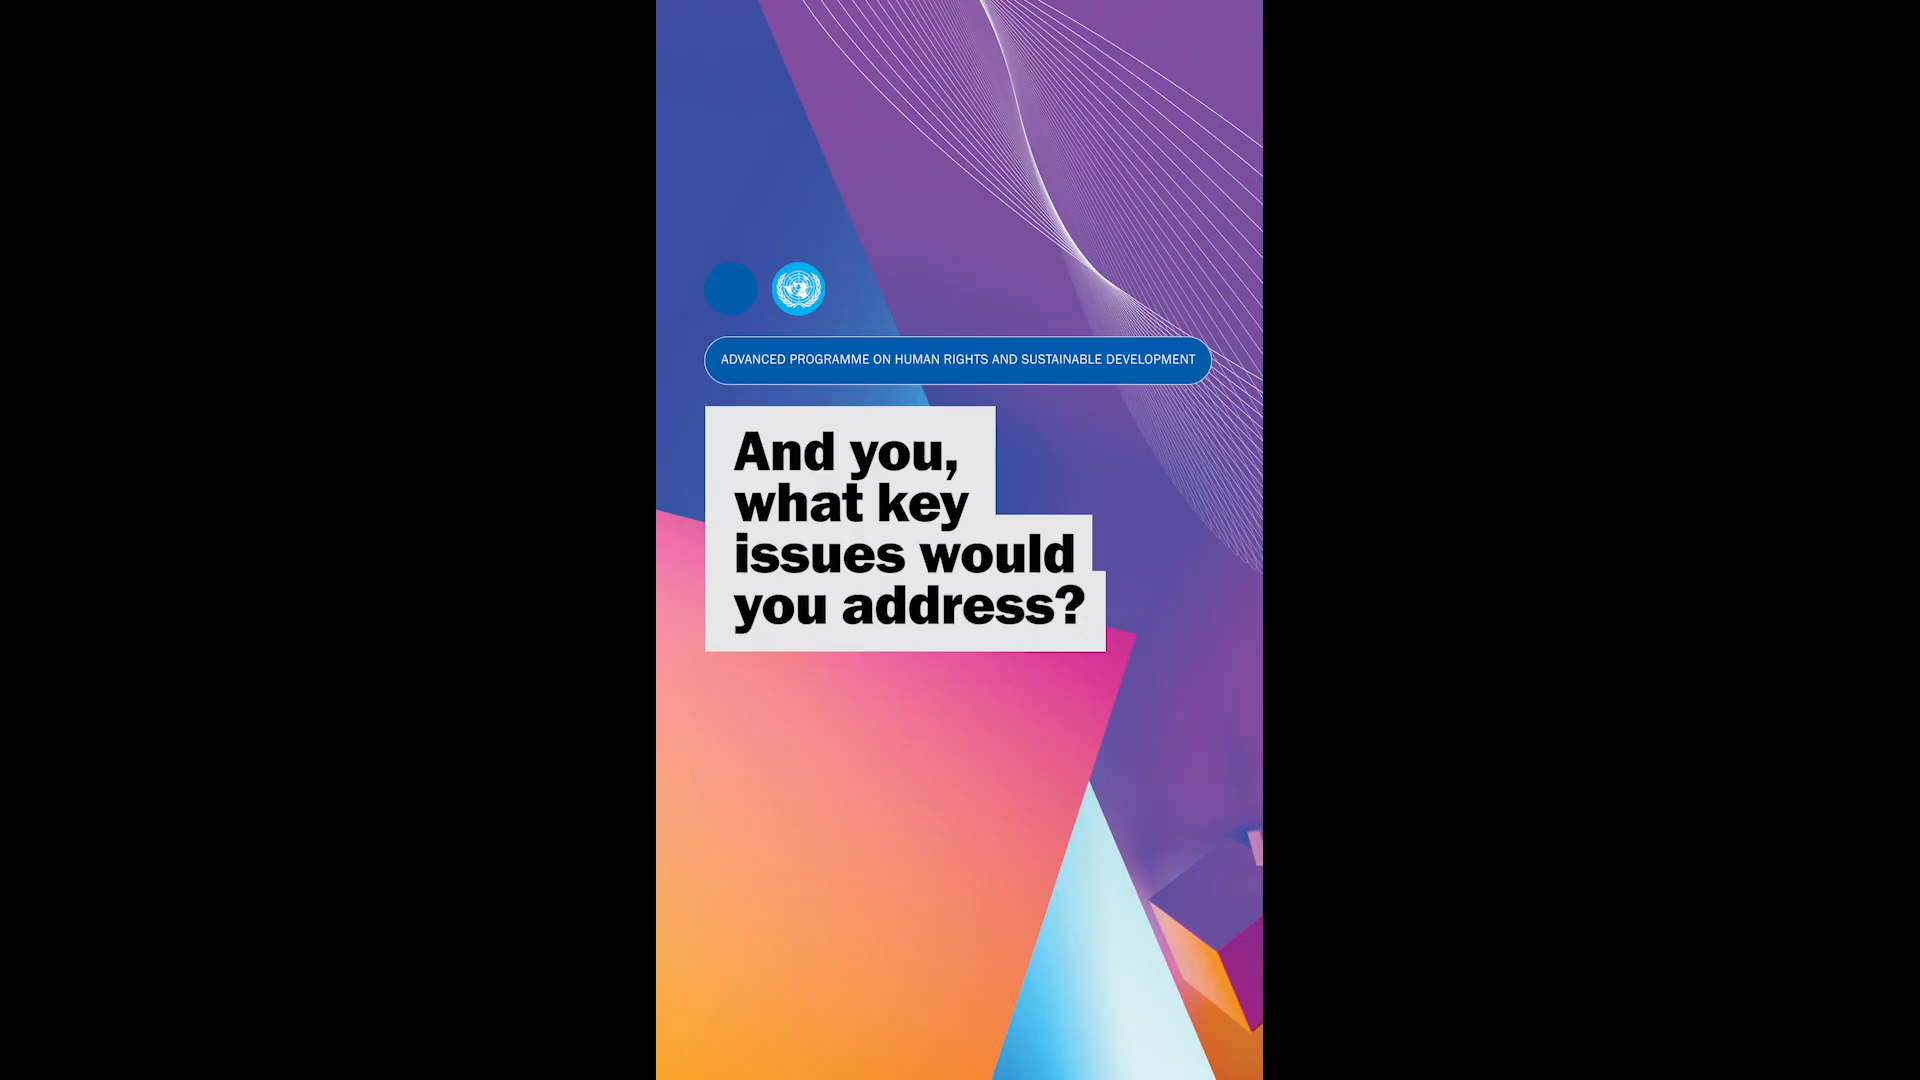 ADVANCED PROGRAMME ON HUMAN RIGHTS AND SUSTAINABLE DEVELOPMENT
And you,
what key
issues would
you address?